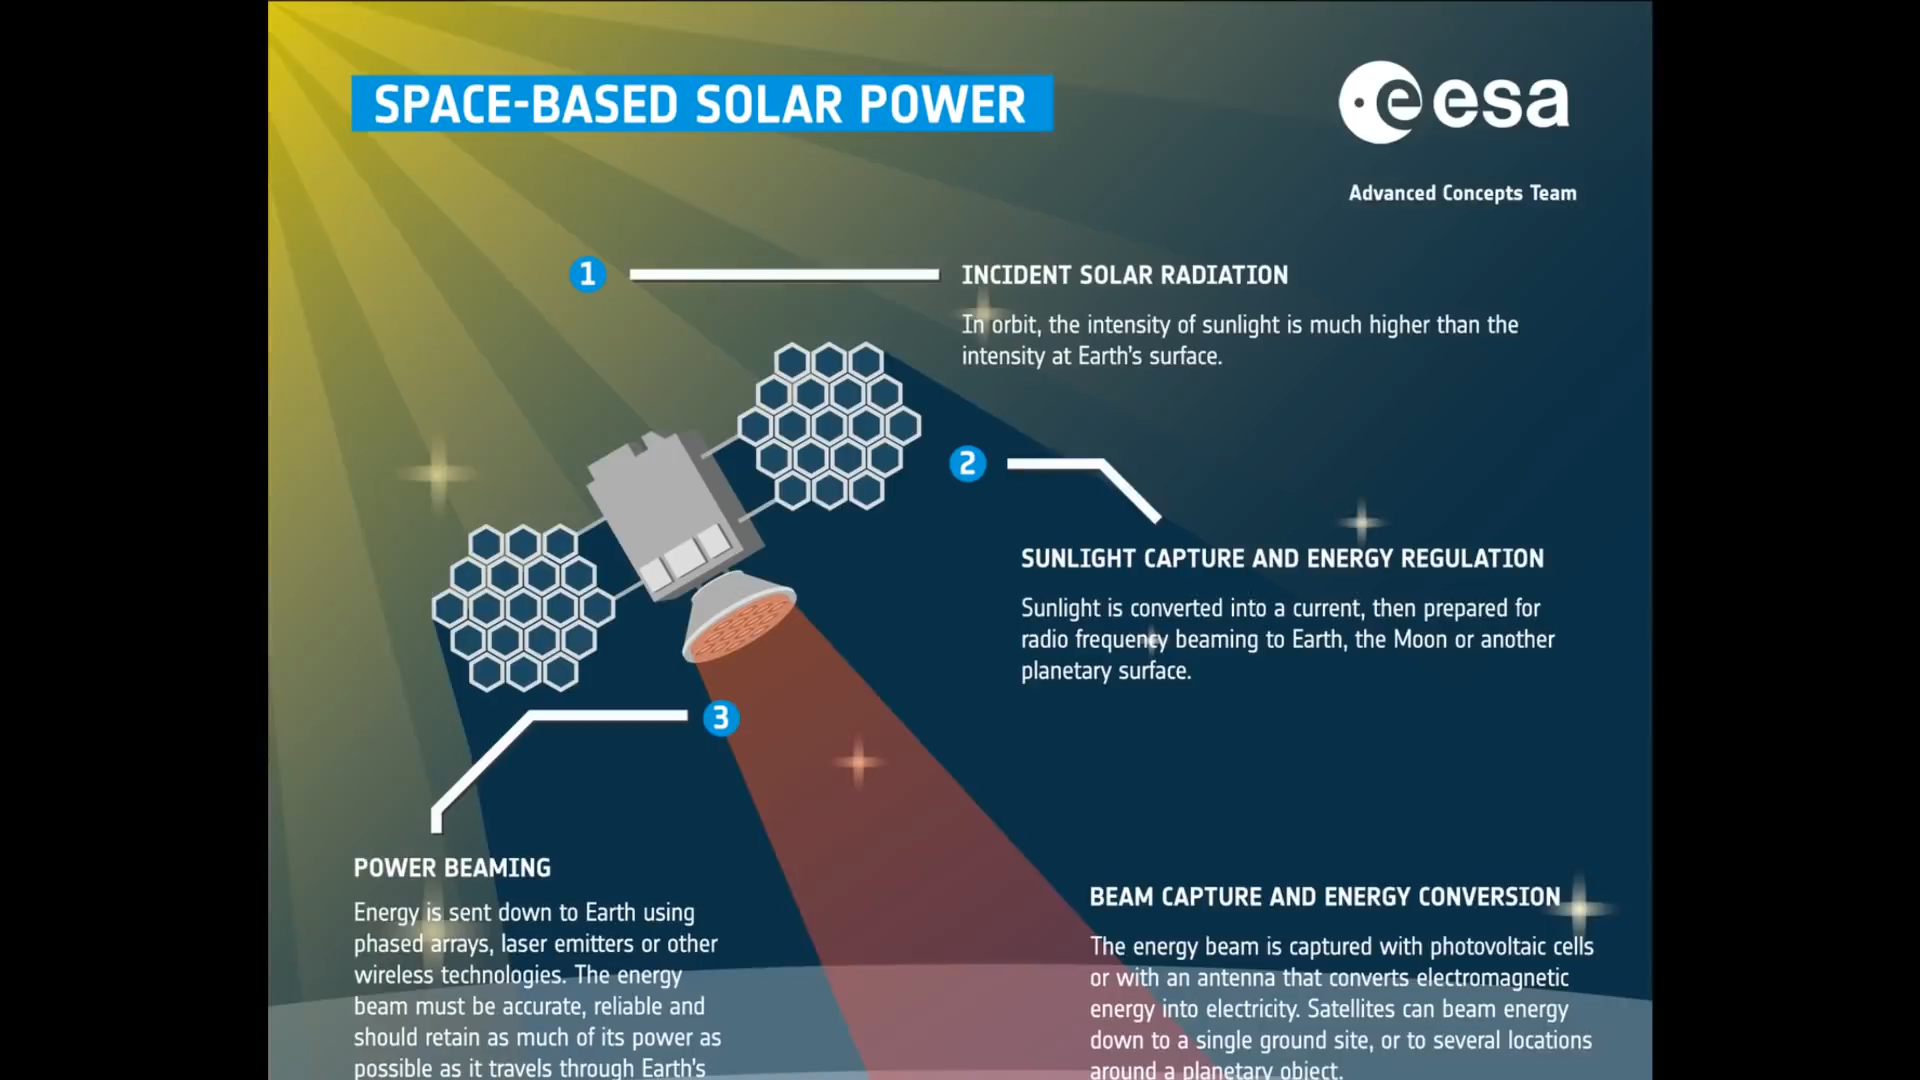 SPACE-BASED SOLAR POWER
esa
Advanced Concepts Team
1
INCIDENT SOLAR RADIATION
In orbit, the intensity of sunlight is much higher than the
intensity at Earth's surface.
2
SUNLIGHT CAPTURE AND ENERGY REGULATION
Sunlight is converted into a current, then prepared for
radio frequency beaming to Earth, the Moon or another
planetary surface.
3
POWER BEAMING
Energy is sent down to Earth using
phased arrays, laser emitters or other
wireless technologies. The energy
beam must be accurate, reliable and
should retain as much of its power as
possible as it travels through Earth's
BEAM CAPTURE AND ENERGY CONVERSION
The energy beam is captured with photovoltaic cells
or with an antenna that converts electromagnetic
energy into electricity. Satellites can beam energy
down to a single ground site, or to several locations
around a planetary object.